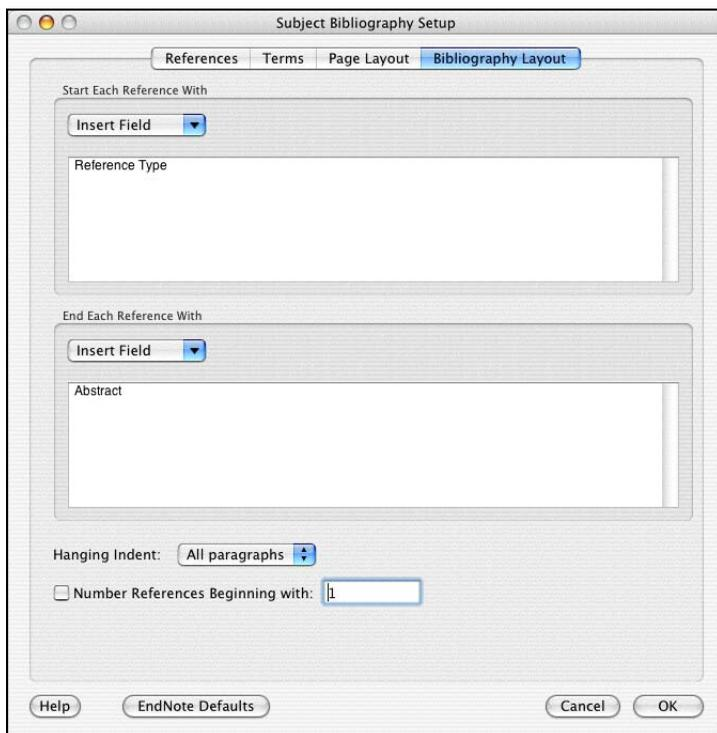 Subject Bibliography Setup
References Terms Page Layout Bibliography Layout
Start Each Reference With
Insert Field
Reference Type
End Each Reference With
Insert Field
Abstract
Hanging Indent: All paragraphs
Number References Beginning with: 1
Help EndNote Defaults Cancel OK